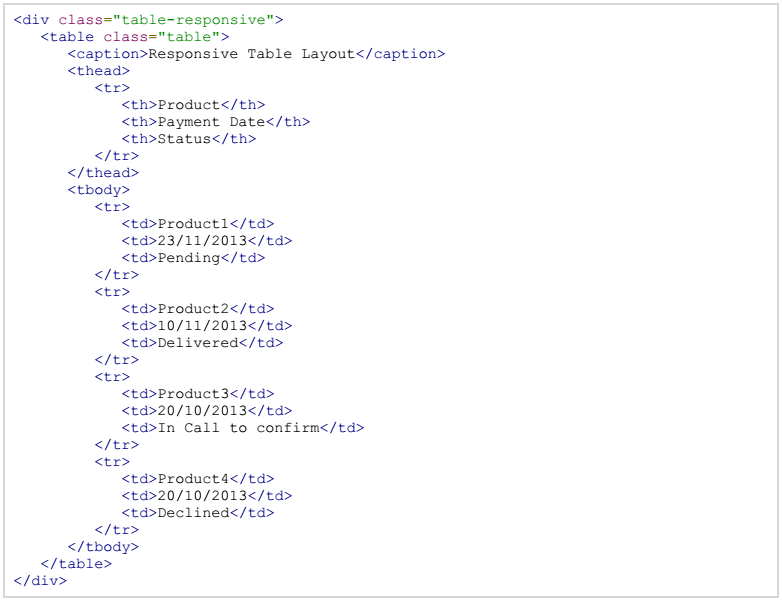 <div class="table-responsive">
   <table class="table">
      <caption>Responsive Table Layout</caption>
      <thead>
         <tr>
            <th>Product</th>
            <th>Payment Date</th>
            <th>Status</th>
         </tr>
      </thead>
      <tbody>
         <tr>
            <td>Product1</td>
            <td>23/11/2013</td>
            <td>Pending</td>
         </tr>
         <tr>
            <td>Product2</td>
            <td>10/11/2013</td>
            <td>Delivered</td>
         </tr>
         <tr>
            <td>Product3</td>
            <td>20/10/2013</td>
            <td>In Call to confirm</td>
         </tr>
         <tr>
            <td>Product4</td>
            <td>20/10/2013</td>
            <td>Declined</td>
         </tr>
      </tbody>
   </table>
</div>